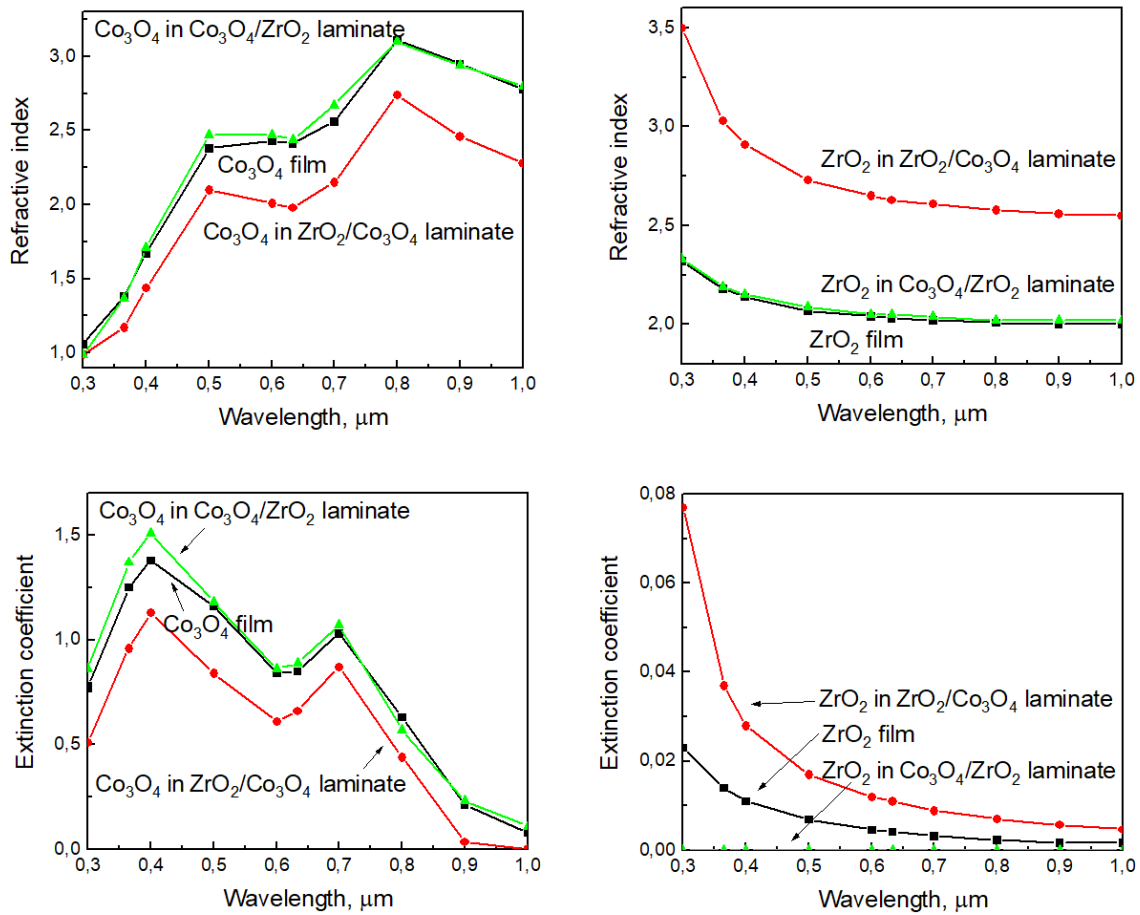 Co₃O₄ in Co₃O₄/ZrO₂ laminate
3.0
2.5
2.0
1.5
1.0
Refractive index
Co₃O₄ film
Co₃O₄ in ZrO₂/Co₃O₄ laminate
0,3 0,4 0,5 0,6 0,7 0,8 0,9 1,0
Wavelength, μm
3,5
3,0
2,5
2,0
Refractive index
ZrO₂ in ZrO₂/Co₃O₄ laminate
ZrO₂ in Co₃O₄/ZrO₂ laminate
ZrO₂ film
0,3 0,4 0,5 0,6 0,7 0,8 0,9 1,0
Wavelength, μm
Co₃O₄ in Co₃O₄/ZrO₂ laminate
1,5
1,0
0,5
0,0
Extinction coefficient
Co₃O₄ film
Co₃O₄ in ZrO₂/Co₃O₄ laminate
0,3 0,4 0,5 0,6 0,7 0,8 0,9 1,0
Wavelength, μm
0,08
0,06
0,04
0,02
0,00
Extinction coefficient
ZrO₂ in ZrO₂/Co₃O₄ laminate
ZrO₂ film
ZrO₂ in Co₃O₄/ZrO₂ laminate
0,3 0,4 0,5 0,6 0,7 0,8 0,9 1,0
Wavelength, μm